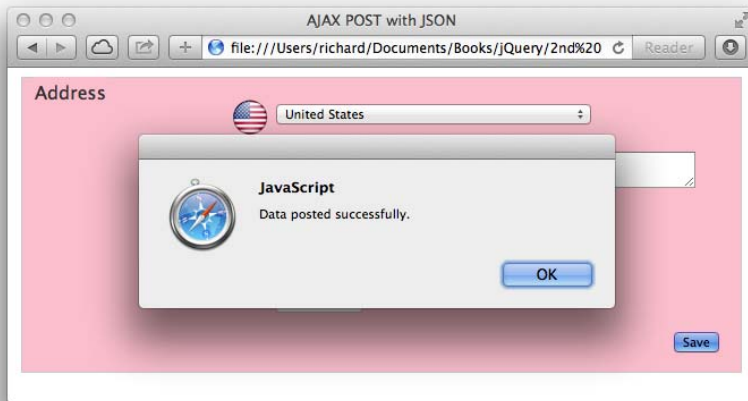 AJAX POST with JSON
file:///Users/richard/Documents/Books/jQuery/2nd%20
Reader
Address
United States
JavaScript
Data posted successfully.
OK
Save